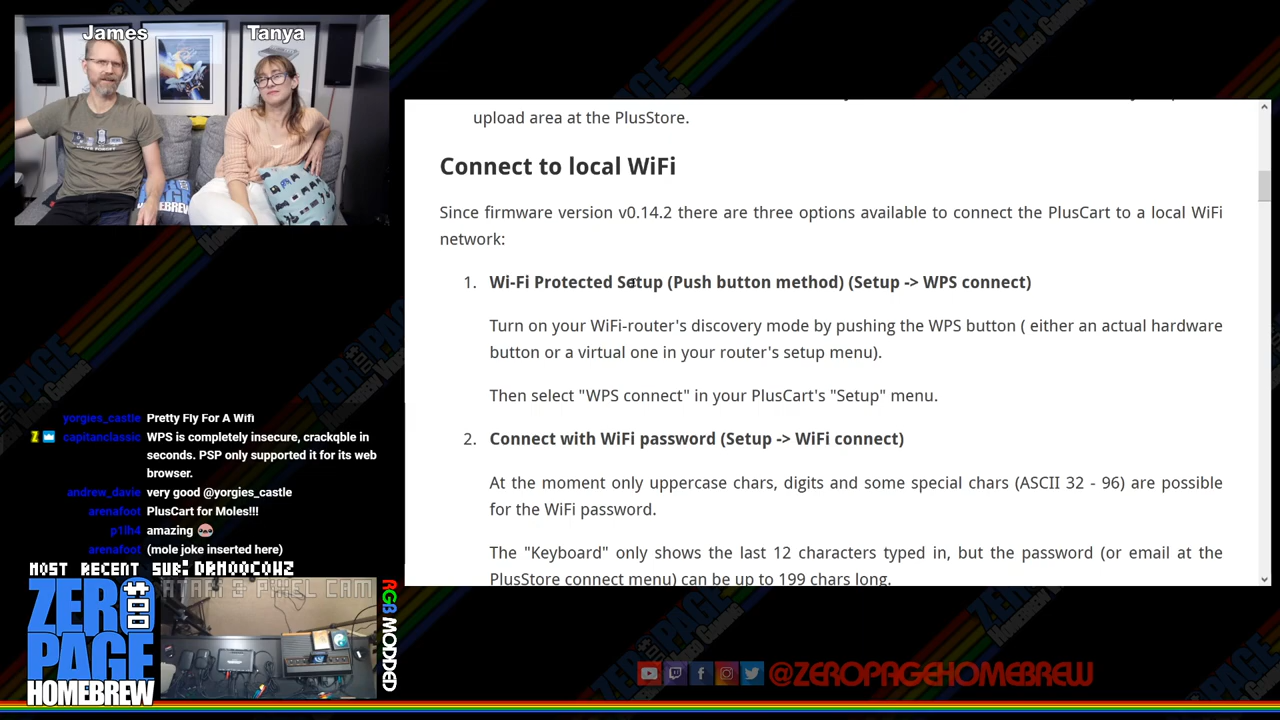 James
Tanya
upload area at the PlusStore.
Connect to local WiFi
Since firmware version v0.14.2 there are three options available to connect the PlusCart to a local WiFi
network:
1. Wi-Fi Protected Setup (Push button method) (Setup -> WPS connect)
Turn on your WiFi-router's discovery mode by pushing the WPS button ( either an actual hardware
button or a virtual one in your router's setup menu).
Then select "WPS connect" in your PlusCart's "Setup" menu.
2. Connect with WiFi password (Setup -> WiFi connect)
At the moment only uppercase chars, digits and some special chars (ASCII 32 - 96) are possible
for the WiFi password.
The "Keyboard" only shows the last 12 characters typed in, but the password (or email at the
PlusStore connect menu) can be up to 199 chars long.
yorgies_castle Pretty Fly For A Wifi
capitanclassic WPS is completely insecure, crackqble in
seconds. PSP only supported it for its web
browser.
andrew_davie very good @yorgies_castle
arenafoot PlusCart for Moles!!!
p1lh4 amazing
arenafoot (mole joke inserted here)
MOST RECENT SUB: DRMOOCOWZ
ATARI & PIXEL CAM
ZERO
PAGE
HOMEBREW
RGB MODDED
@ZEROPAGEHOMEBREW